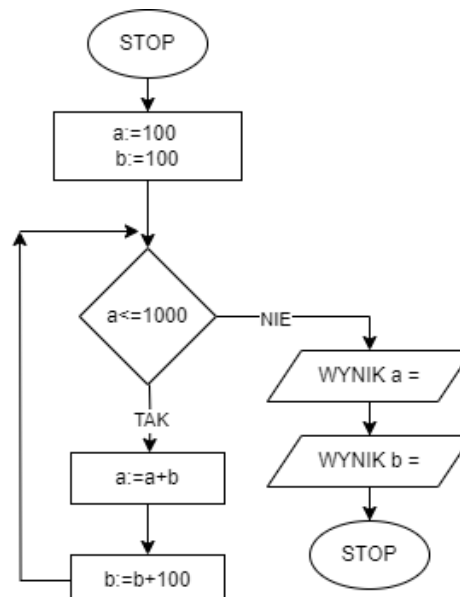 STOP
a:=100
b:=100
a<=1000
NIE
WYNIK a =
TAK
WYNIK b =
a:=a+b
STOP
b:=b+100